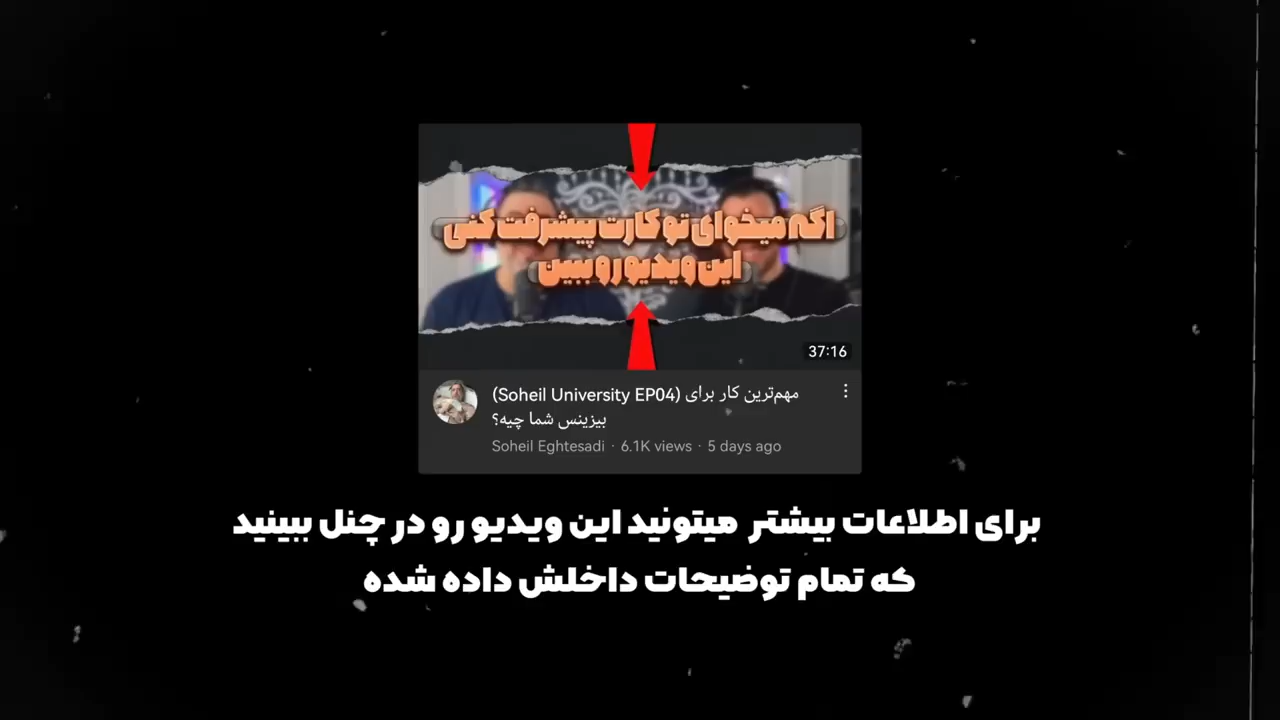 اگه میخوای تو کارت پیشرفت کنی
این ویدیو رو ببین
37:16
مهم‌ترین کار برای (Soheil University EP04)
بیزینس شما چیه؟
Soheil Eghtesadi · 6.1K views · 5 days ago
برای اطلاعات بیشتر میتونید این ویدیو رو در چنل ببینید
که تمام توضیحات داخلش داده شده